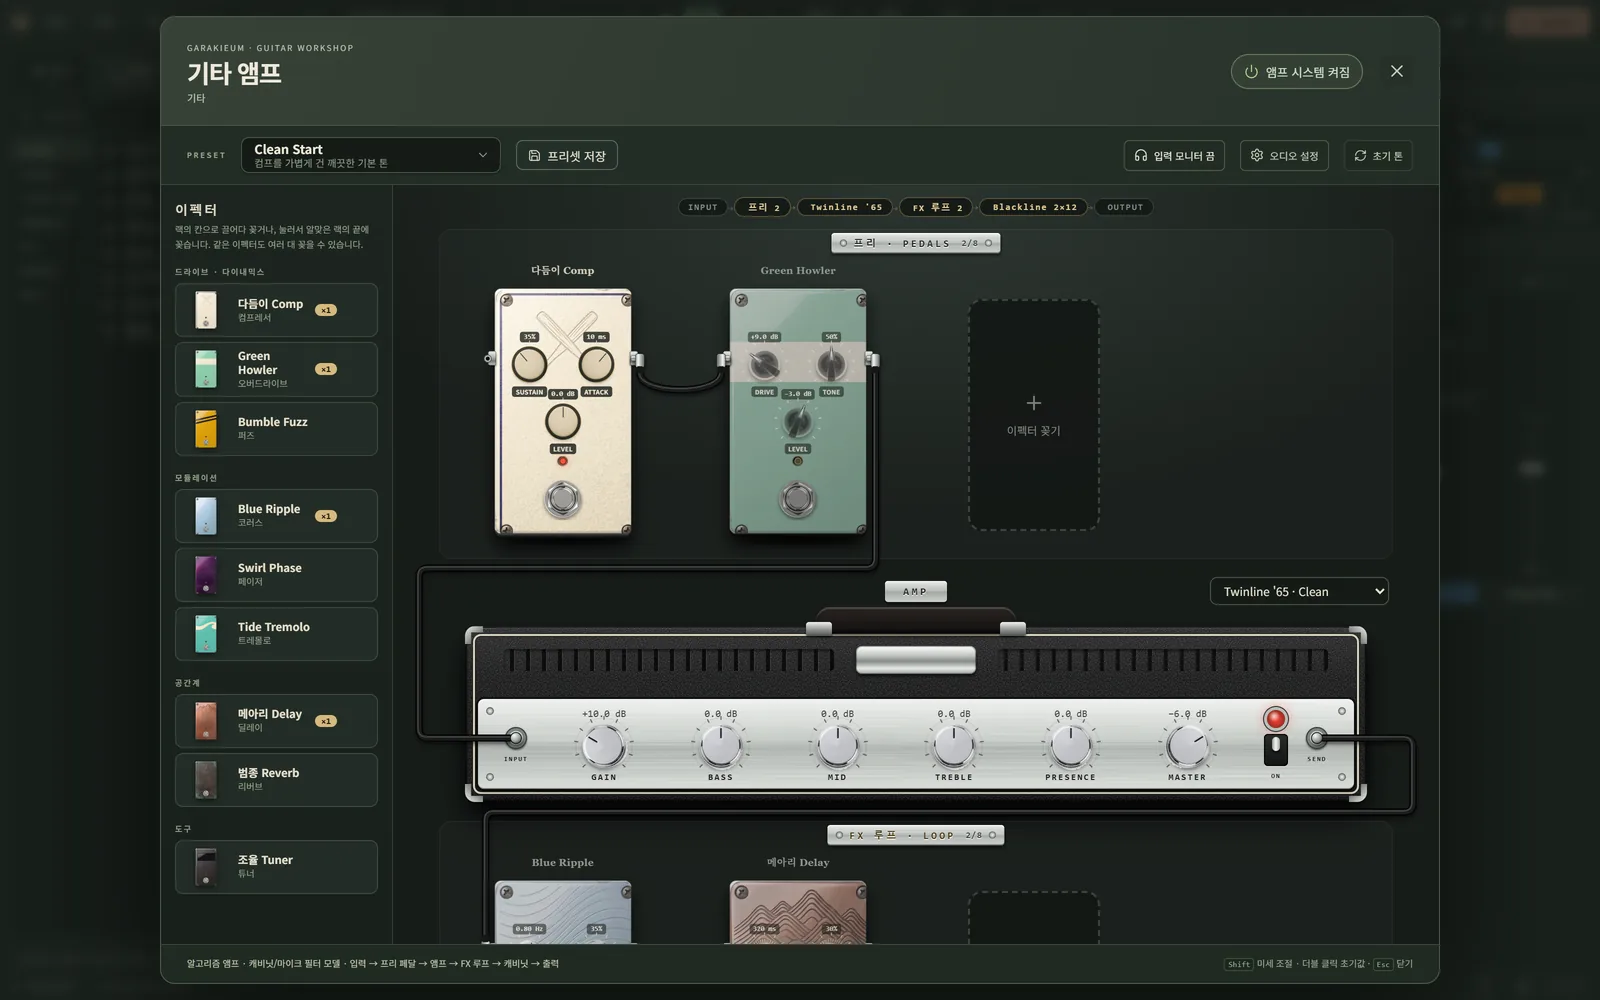 GARAKIEUM · GUITAR WORKSHOP
기타 앰프
기타
앰프 시스템 켜짐
PRESET
Clean Start
컴프를 가볍게 건 깨끗한 기본 톤
프리셋 저장
입력 모니터 끔
오디오 설정
초기 톤
이펙터
랙의 칸으로 끌어다 꽂거나, 눌러서 알맞은 랙의 끝에
꽂습니다. 같은 이펙터도 여러 대 꽂을 수 있습니다.
드라이브 · 다이내믹스
다듬이 Comp
컴프레서
×1
Green
Howler
오버드라이브
×1
Bumble Fuzz
퍼즈
모듈레이션
Blue Ripple
코러스
×1
Swirl Phase
페이저
Tide Tremolo
트레몰로
공간계
메아리 Delay
딜레이
×1
범종 Reverb
리버브
도구
조율 Tuner
튜너
INPUT
프리 2
Twinline '65
FX 루프 2
Blackline 2×12
OUTPUT
프리 · PEDALS 2/8
다듬이 Comp
35%
10 ms
SUSTAIN
0.0 dB
ATTACK
LEVEL
Green Howler
+9.0 dB
50%
DRIVE
-3.0 dB
TONE
LEVEL
이펙터 꽂기
AMP
Twinline '65 · Clean
INPUT
+10.0 dB
GAIN
0.0 dB
BASS
0.0 dB
MID
0.0 dB
TREBLE
0.0 dB
PRESENCE
-6.0 dB
MASTER
ON
SEND
FX 루프 · LOOP 2/8
Blue Ripple
0.80 Hz
35%
메아리 Delay
320 ms
30%
알고리즘 앰프 · 캐비닛/마이크 필터 모델 · 입력 → 프리 페달 → 앰프 → FX 루프 → 캐비닛 → 출력
Shift 미세 조절 · 더블 클릭 초기값 · Esc 닫기